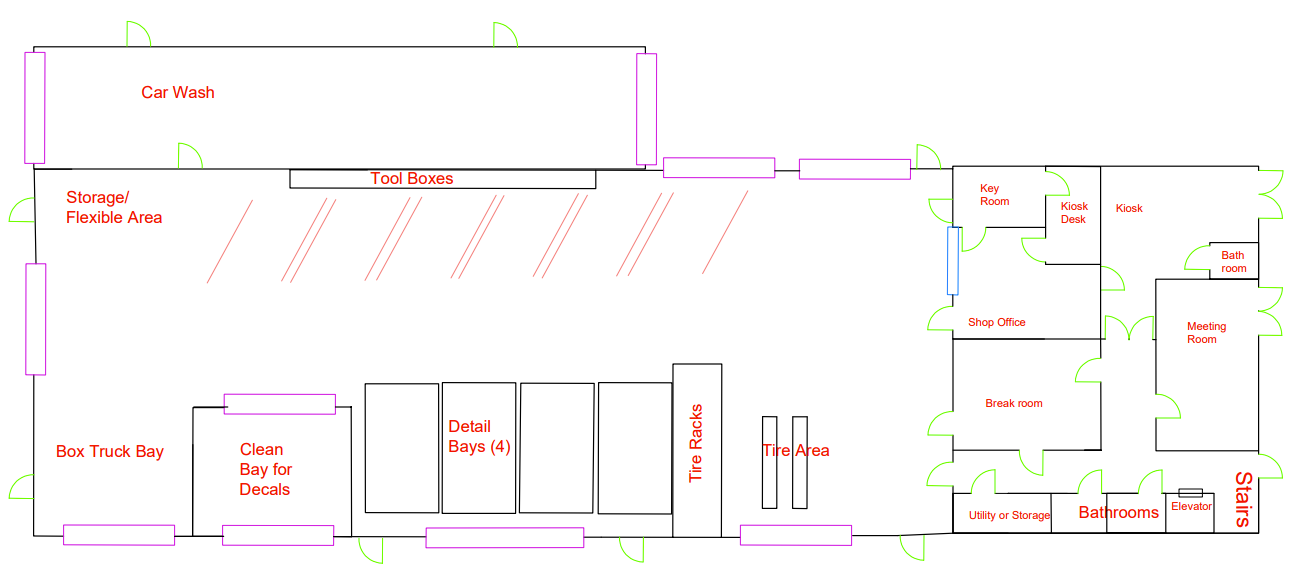 Car Wash
Tool Boxes
Storage/
Flexible Area
Key
Room
Kiosk
Desk
Kiosk
Bath
room
Shop Office
Meeting
Room
Break room
Box Truck Bay
Clean
Bay for
Decals
Detail
Bays (4)
Tire Racks
Tire Area
Utility or Storage
Bathrooms
Elevator
Stairs